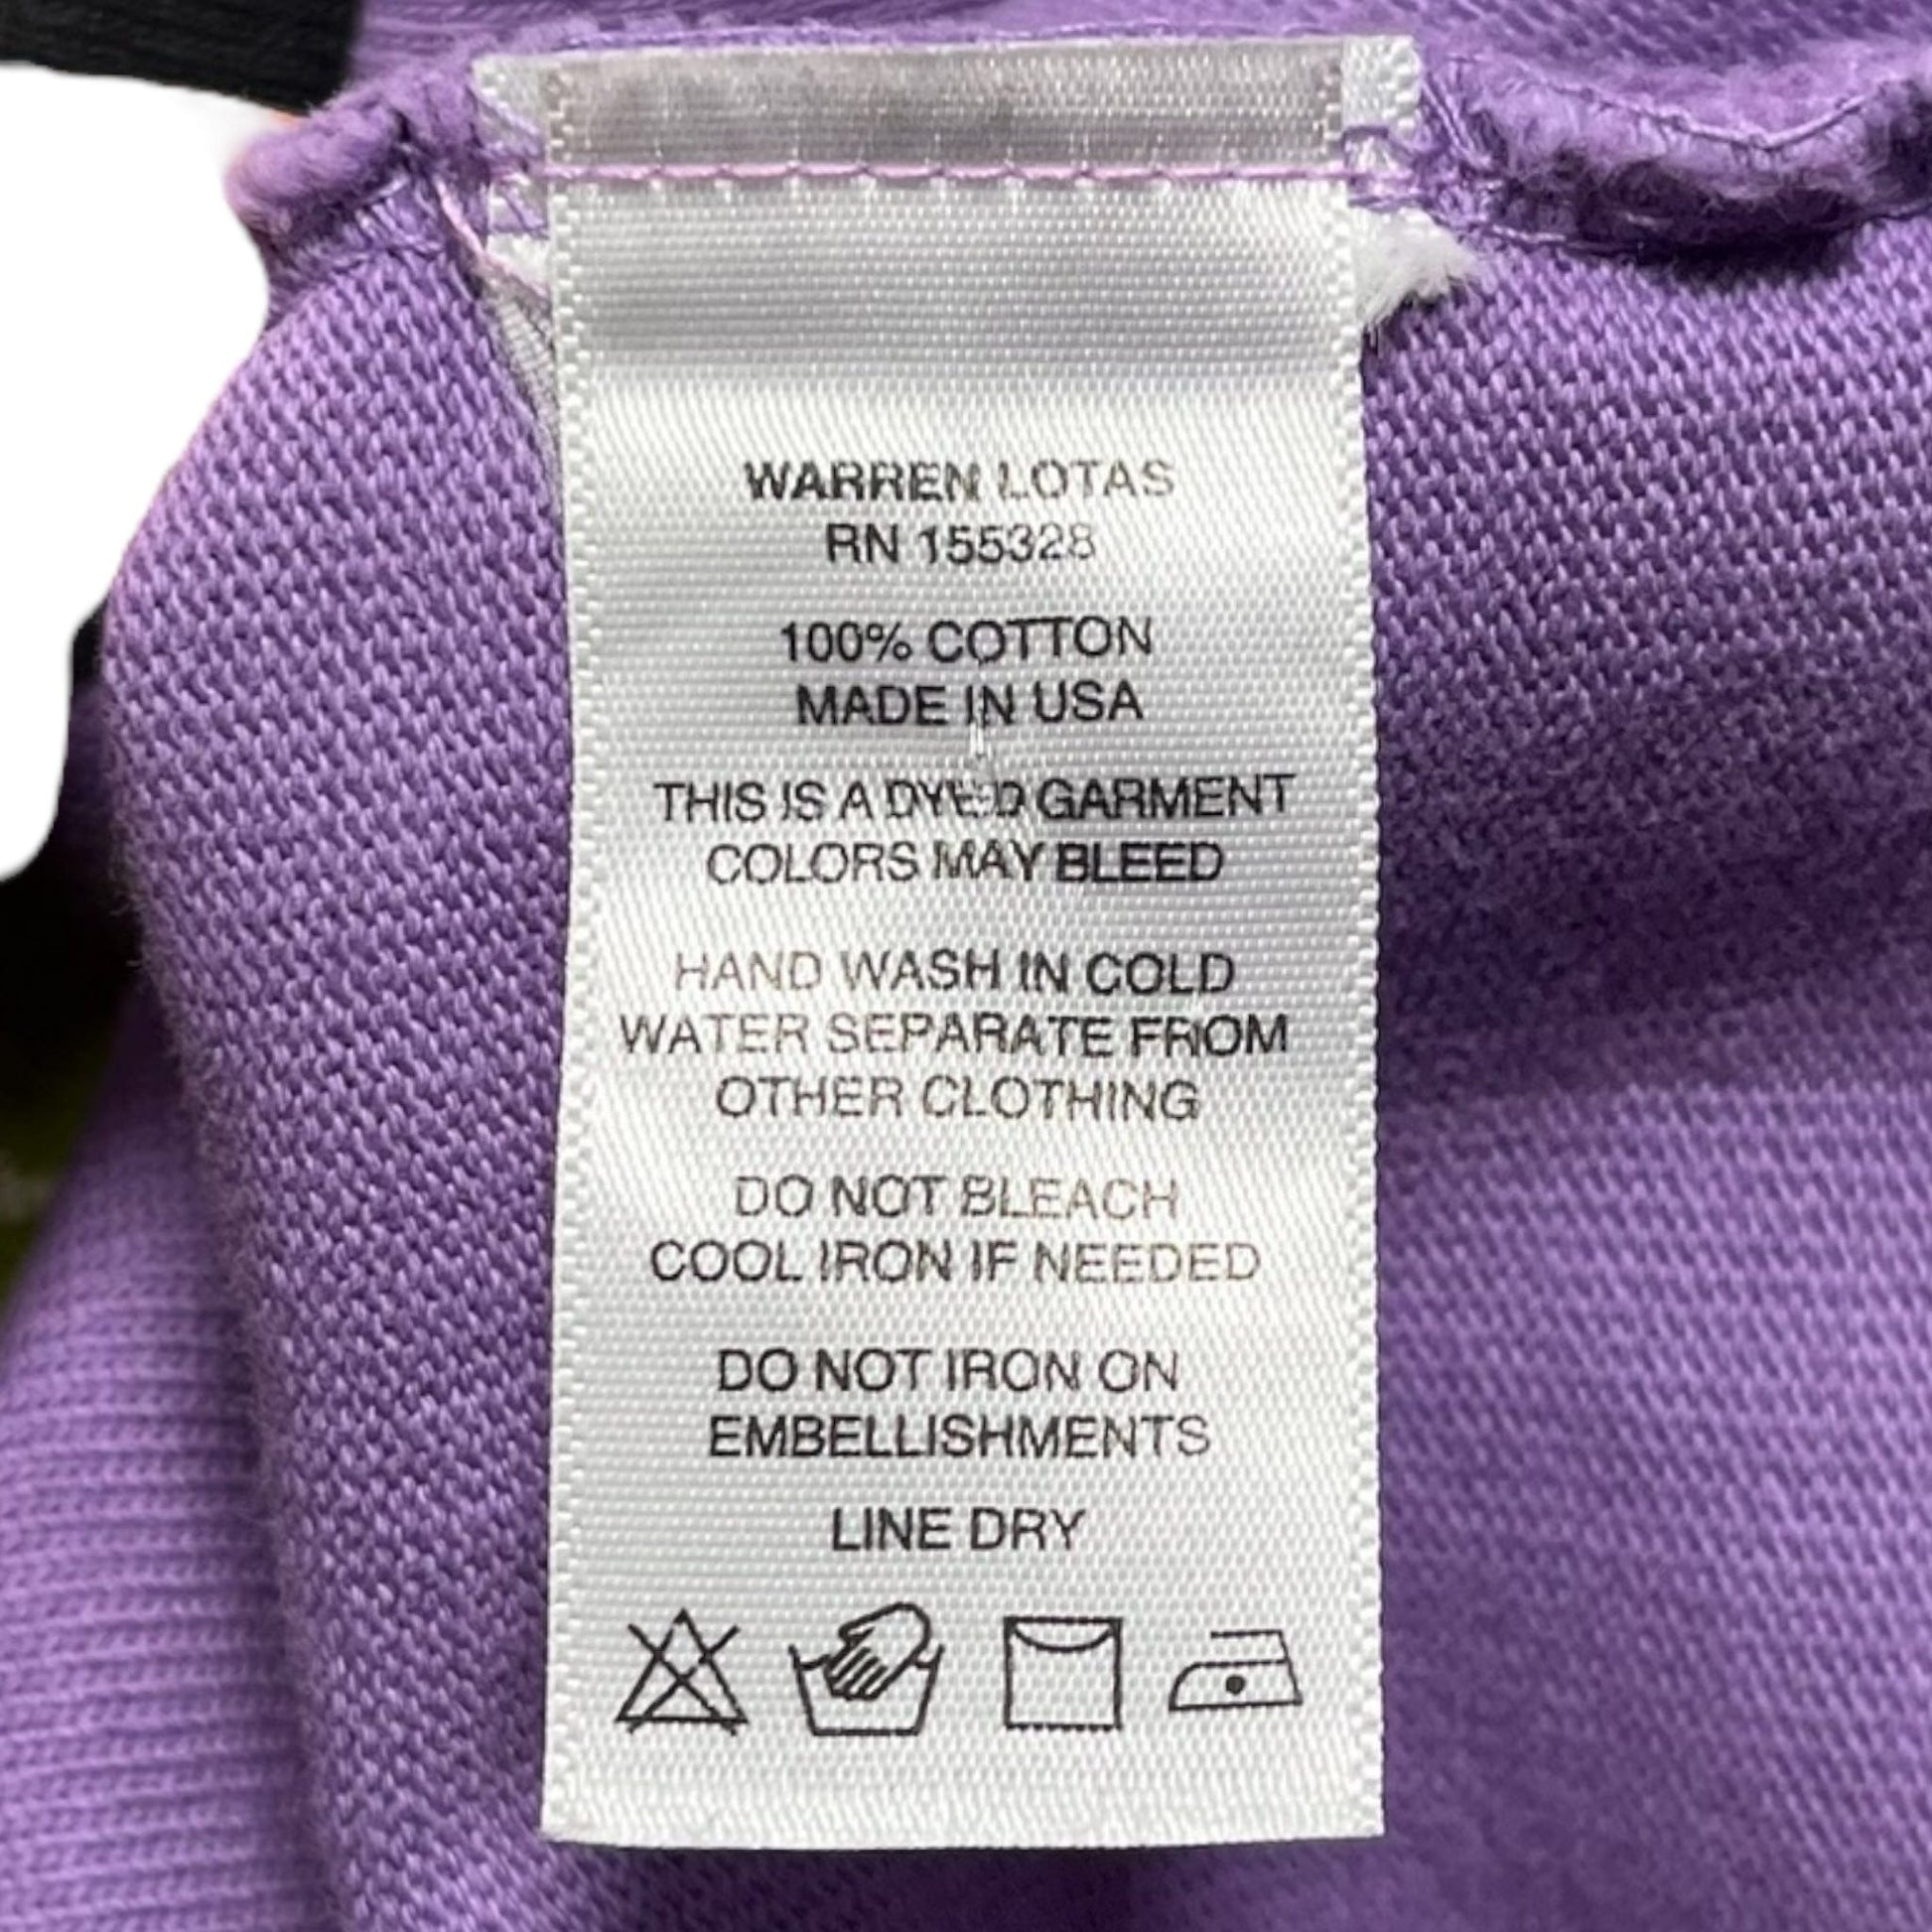 WARREN LOTAS
RN 155328
100% COTTON
MADE IN USA
THIS IS A DYED GARMENT
COLORS MAY BLEED
HAND WASH IN COLD
WATER SEPARATE FROM
OTHER CLOTHING
DO NOT BLEACH
COOL IRON IF NEEDED
DO NOT IRON ON
EMBELLISHMENTS
LINE DRY